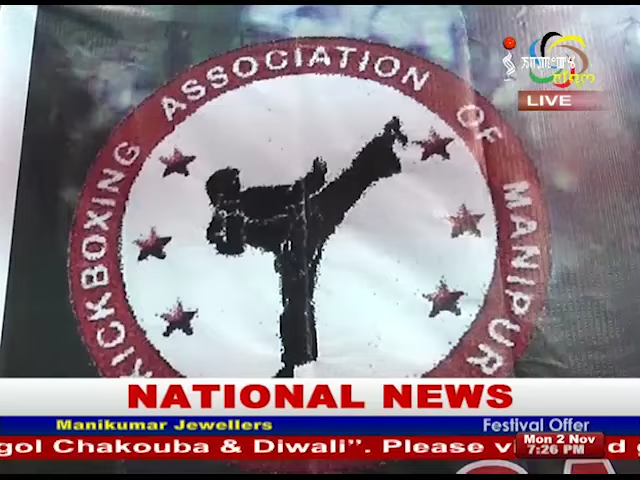 KICKBOXING ASSOCIATION OF MANIPUR
LIVE
NATIONAL NEWS
Manikumar Jewellers
Festival Offer
gol Chakouba & Diwali”. Please
Mon 2 Nov
7:26 PM